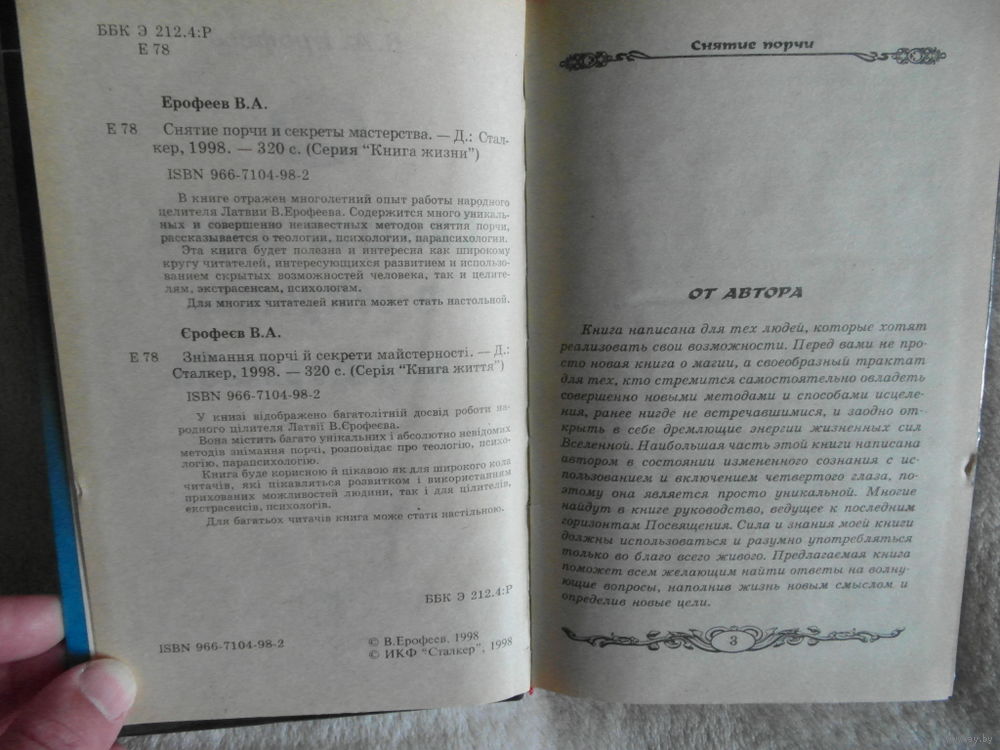 ББК Э 212.4:Р
Е 78
Ерофеев В.А.
Е 78 Снятие порчи и секреты мастерства. — Д.: Стал-
кер, 1998. — 320 с. (Серия "Книга жизни")
ISBN 966-7104-98-2
В книге отражен многолетний опыт работы народного
целителя Латвии В.Ерофеева. Содержится много уникаль-
ных и совершенно неизвестных методов снятия порчи,
рассказывается о теологии, психологии, парапсихологии.
Эта книга будет полезна и интересна как широкому
кругу читателей, интересующихся развитием и использо-
ванием скрытых возможностей человека, так и целите-
лям, экстрасенсам, психологам.
Для многих читателей книга может стать настольной.
Єрофеєв В.А.
Е 78 Знімання порчі й секрети майстерності. — Д.:
Сталкер, 1998. — 320 с. (Серія "Книга життя")
ISBN 966-7104-98-2
У книзі відображено багатолітній досвід роботи на-
родного цілителя Латвії В.Єрофеєва.
Вона містить багато унікальних і абсолютно невідомих
методів знімання порчі, розповідає про теологію, психо-
логію, парапсихологію.
Книга буде корисною й цікавою як для широкого кола
читачів, які цікавляться розвитком і використанням
прихованих можливостей людини, так і для цілителів,
екстрасенсів, психологів.
Для багатьох читачів книга може стати настільною.
ББК Э 212.4:Р
ISBN 966-7104-98-2
© В.Ерофеев, 1998
© ИКФ "Сталкер", 1998
Снятие порчи
ОТ АВТОРА
Книга написана для тех людей, которые хотят
реализовать свои возможности. Перед вами не про-
сто новая книга о магии, а своеобразный трактат
для тех, кто стремится самостоятельно овладеть
совершенно новыми методами и способами исцеле-
ния, ранее нигде не встречавшимися, и заодно от-
крыть в себе дремлющие энергии жизненных сил
Вселенной. Наибольшая часть этой книги написана
автором в состоянии измененного сознания с ис-
пользованием и включением четвертого глаза, по-
этому она является просто уникальной. Многие
найдут в книге руководство, ведущее к последним
горизонтам Посвящения. Сила и знания моей книги
должны использоваться и разумно употребляться
только во благо всего живого. Предлагаемая книга
поможет всем желающим найти ответы на волну-
ющие вопросы, наполнив жизнь новым смыслом и
определив новые цели.
3